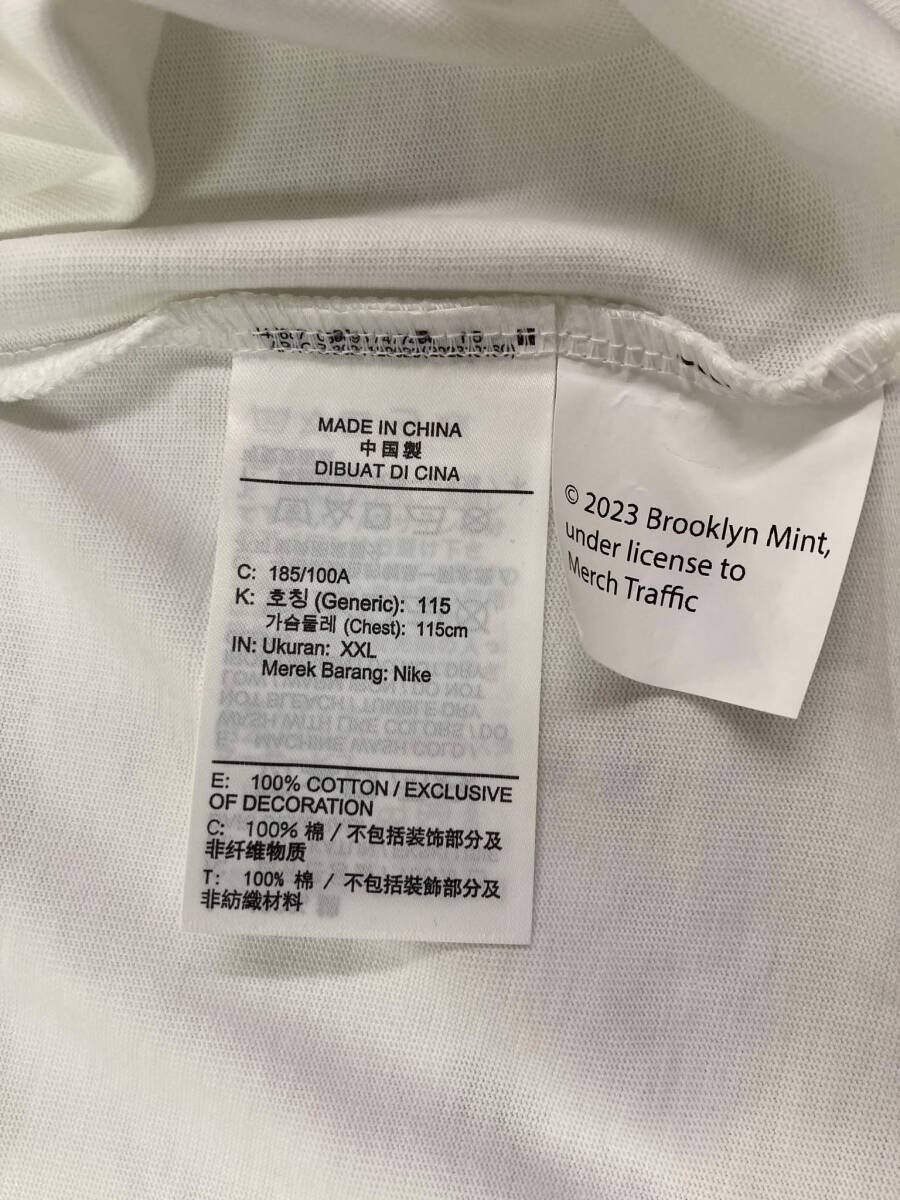 MADE IN CHINA
中国製
DIBUAT DI CINA
C: 185/100A
K: 호칭 (Generic): 115
가슴둘레 (Chest): 115cm
IN: Ukuran: XXL
Merek Barang: Nike
E: 100% COTTON / EXCLUSIVE
OF DECORATION
C: 100% 棉 / 不包括装饰部分及
非纤维物质
T: 100% 棉 / 不包括裝飾部分及
非紡織材料
© 2023 Brooklyn Mint,
under license to
Merch Traffic